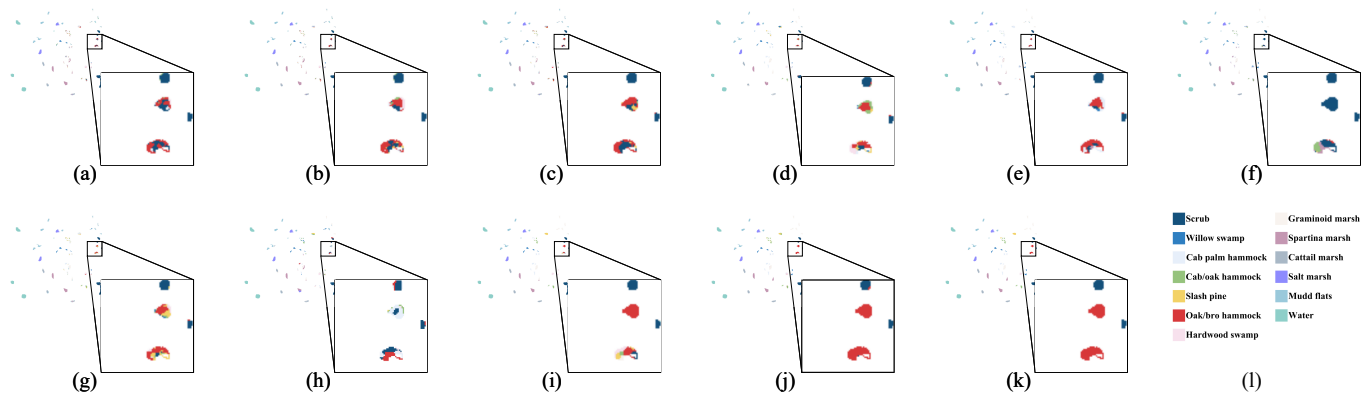 (a) (b) (c) (d) (e) (f)
Scrub Graminoid marsh
Willow swamp Spartina marsh
Cab palm hammock Cattail marsh
Cab/oak hammock Salt marsh
Slash pine Mudd flats
Oak/bro hammock Water
Hardwood swamp
(g) (h) (i) (j) (k) (l)